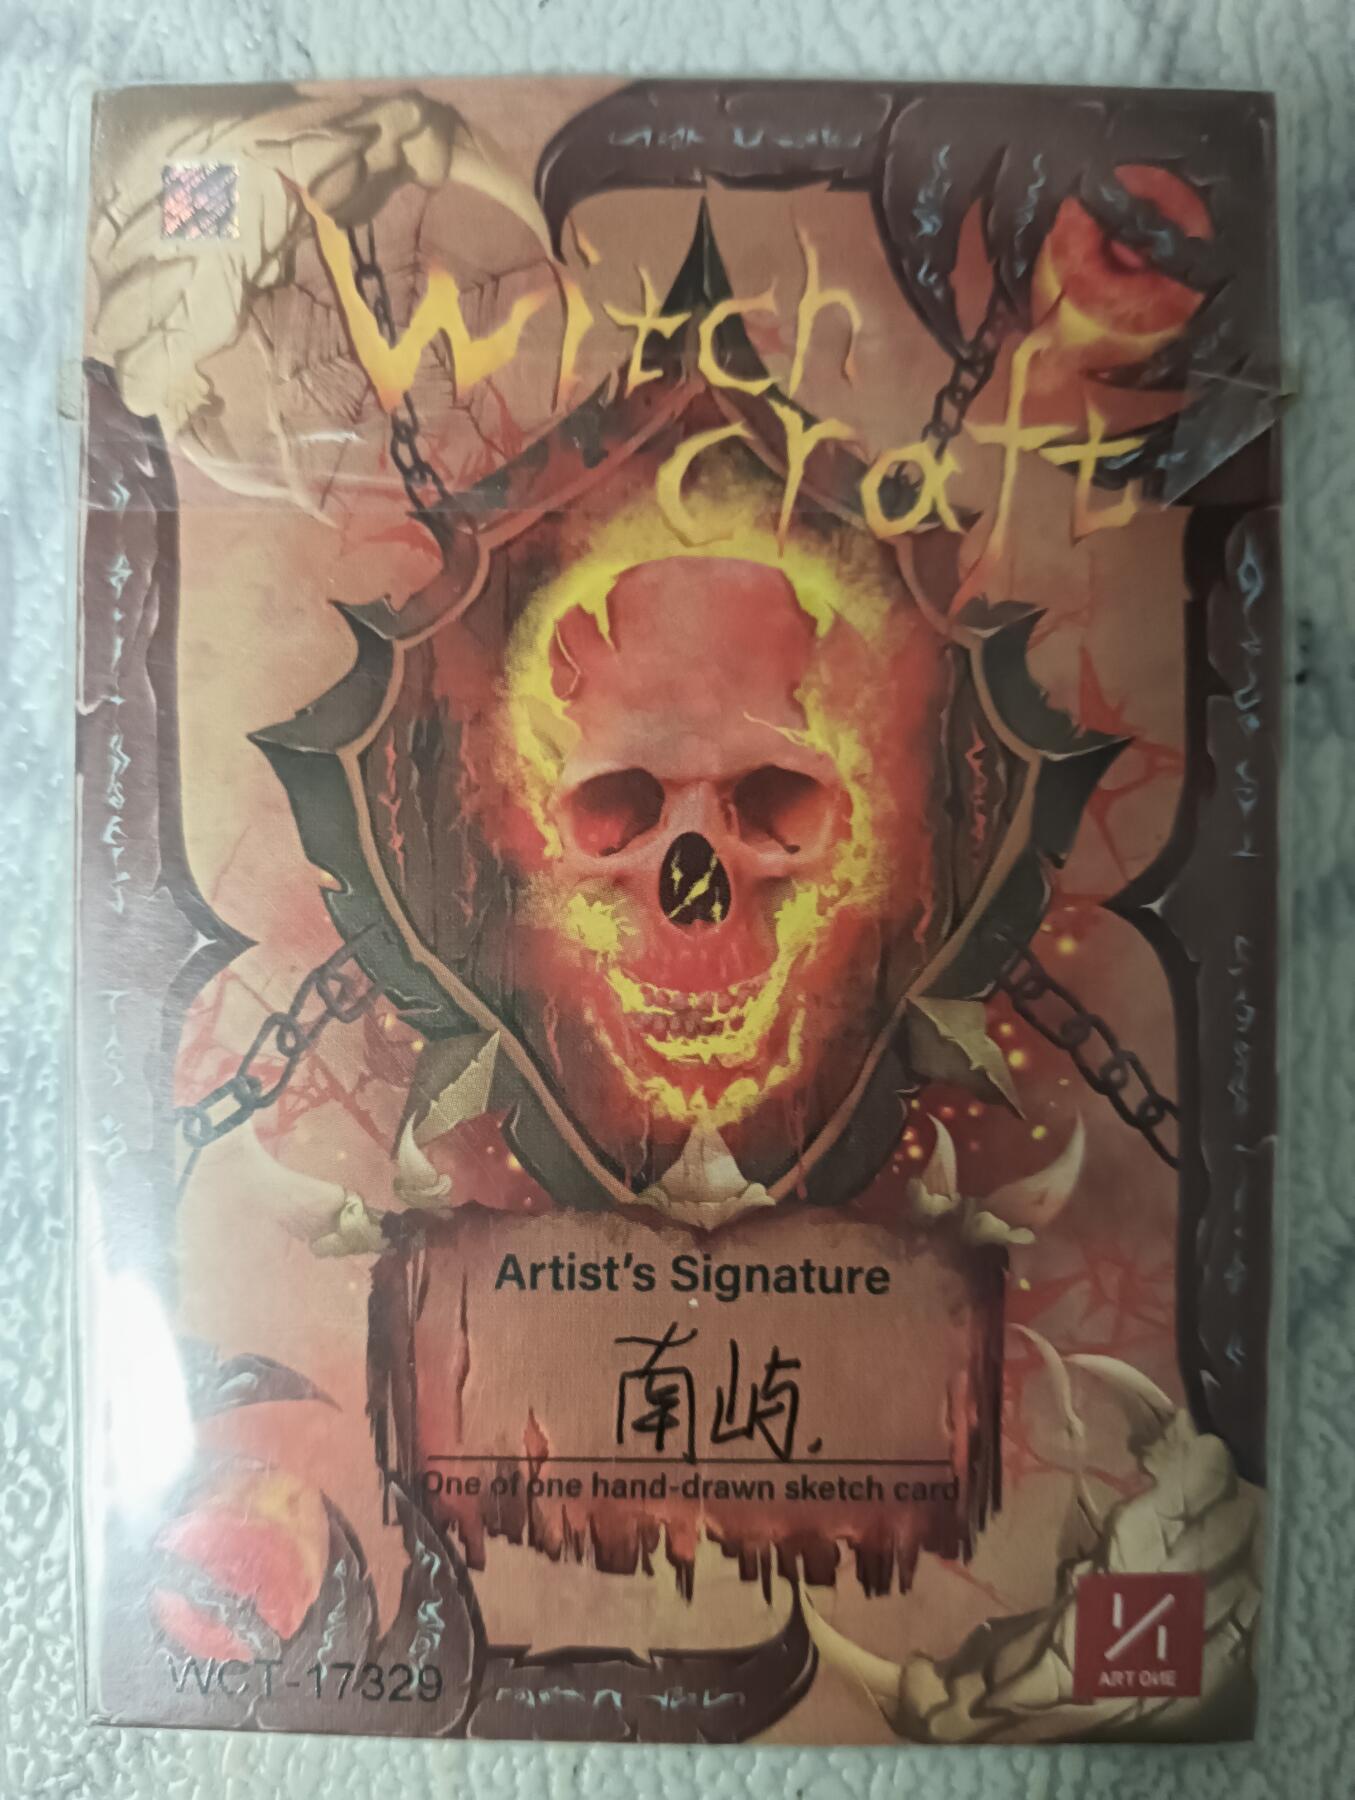 Witch
craft
Artist's Signature
南屿.
One of one hand-drawn sketch card
WCT-17329
1/1
ART ONE